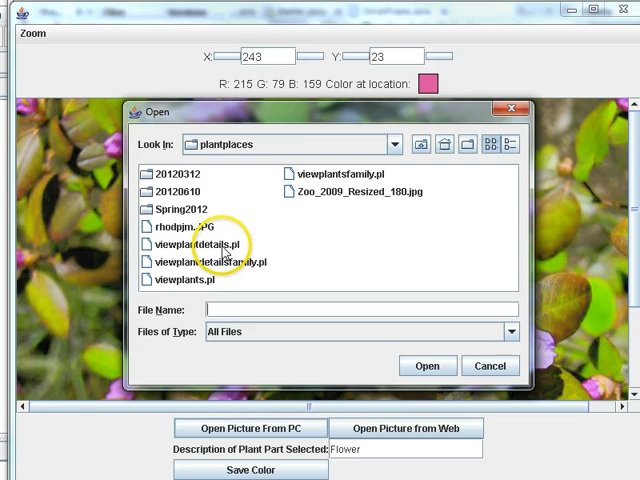 Zoom
X: 243 Y: 23
R: 215 G: 79 B: 159 Color at location:
Open
Look In: plantplaces
20120312 viewplantsfamily.pl
20120610 Zoo_2009_Resized_180.jpg
Spring2012
rhodpjm.JPG
viewplantdetails.pl
viewplantdetailsfamily.pl
viewplants.pl
File Name:
Files of Type: All Files
Open Cancel
Open Picture From PC Open Picture from Web
Description of Plant Part Selected: Flower
Save Color